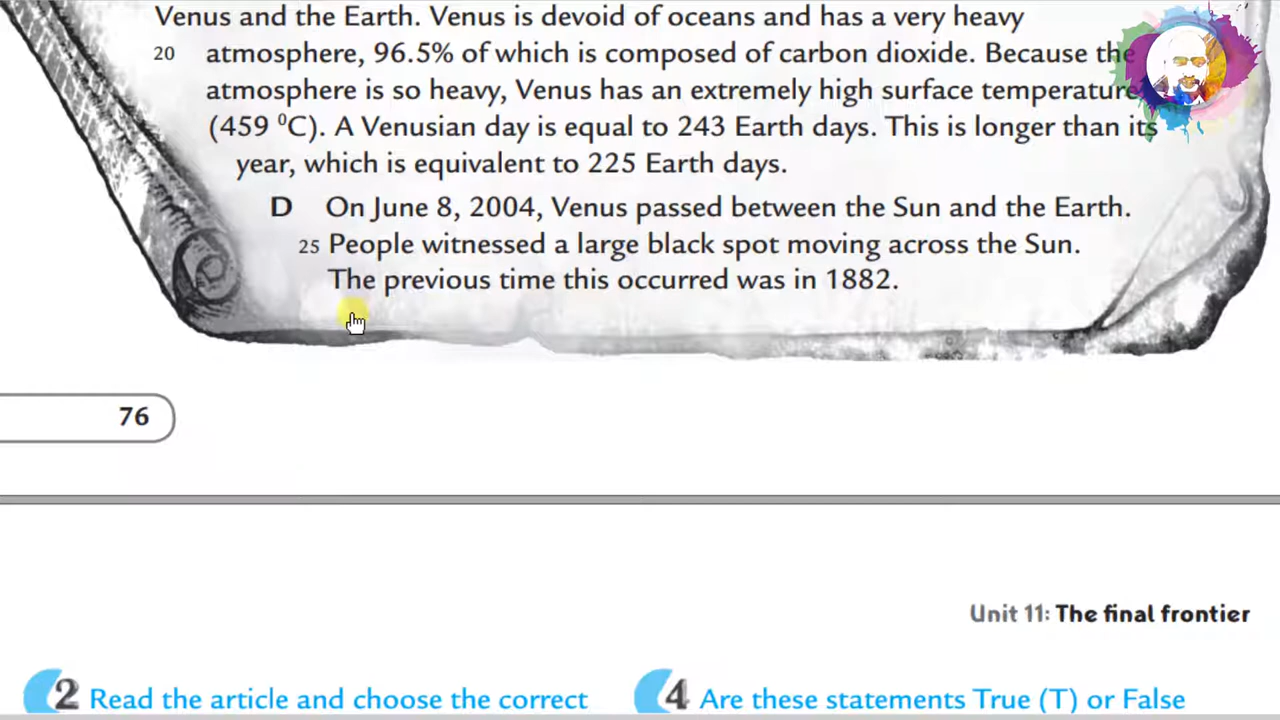 Venus and the Earth. Venus is devoid of oceans and has a very heavy
20 atmosphere, 96.5% of which is composed of carbon dioxide. Because the
atmosphere is so heavy, Venus has an extremely high surface temperature
(459 ⁰C). A Venusian day is equal to 243 Earth days. This is longer than its
year, which is equivalent to 225 Earth days.
D On June 8, 2004, Venus passed between the Sun and the Earth.
25 People witnessed a large black spot moving across the Sun.
The previous time this occurred was in 1882.
76
Unit 11: The final frontier
2 Read the article and choose the correct
4 Are these statements True (T) or False